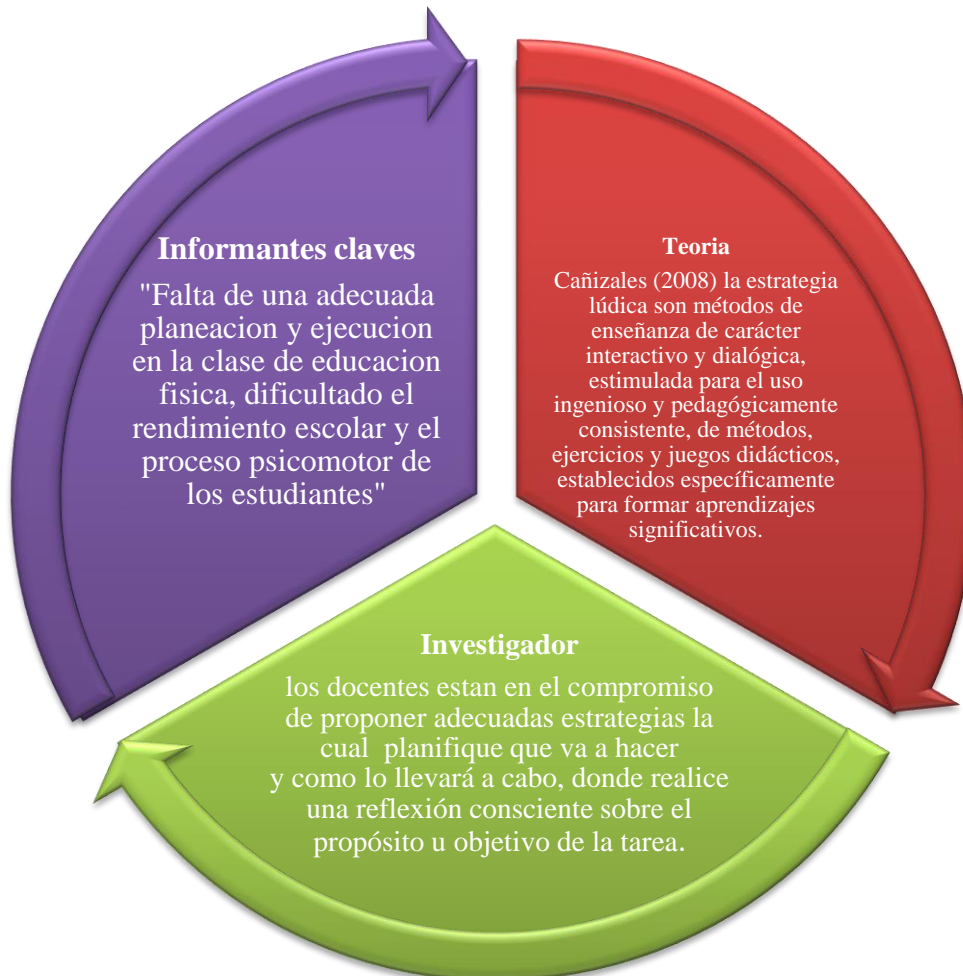 Informantes claves
"Falta de una adecuada
planeacion y ejecucion
en la clase de educacion
fisica, dificultado el
rendimiento escolar y el
proceso psicomotor de
los estudiantes"
Teoria
Cañizales (2008) la estrategia
lúdica son métodos de
enseñanza de carácter
interactivo y dialógica,
estimulada para el uso
ingenioso y pedagógicamente
consistente, de métodos,
ejercicios y juegos didácticos,
establecidos específicamente
para formar aprendizajes
significativos.
Investigador
los docentes estan en el compromiso
de proponer adecuadas estrategias la
cual planifique que va a hacer
y como lo llevará a cabo, donde realice
una reflexión consciente sobre el
propósito u objetivo de la tarea.